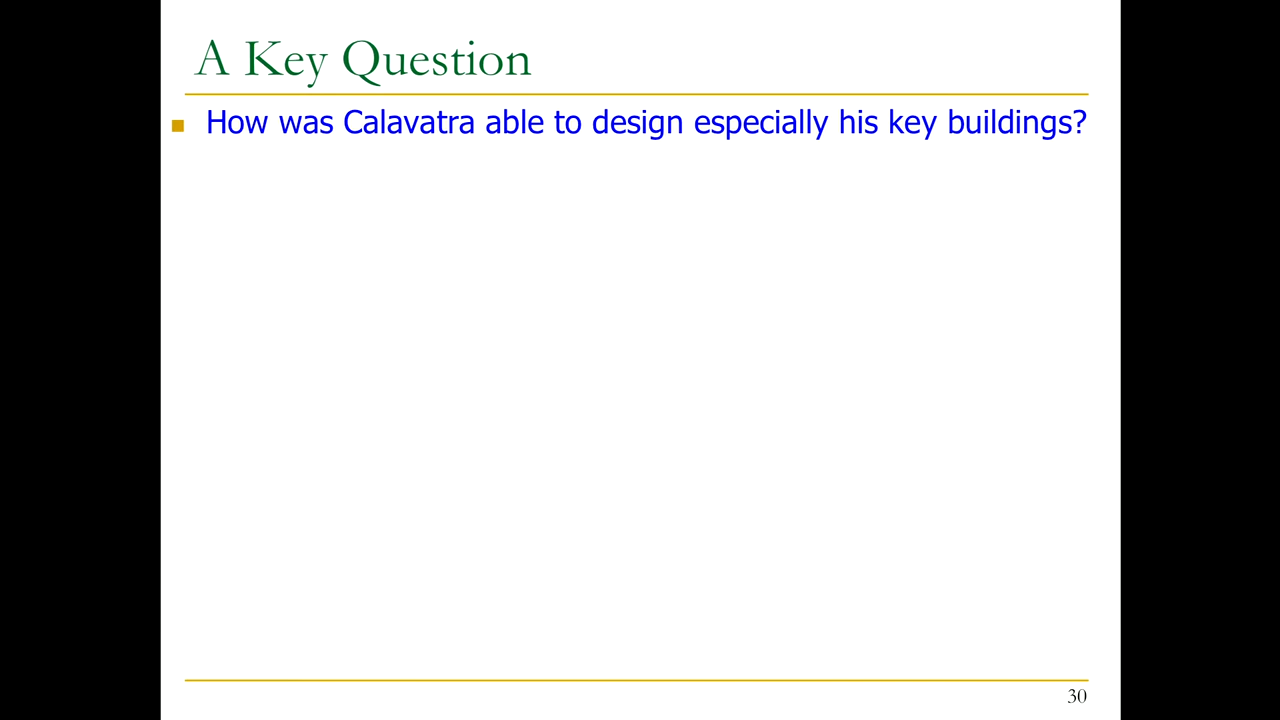 A Key Question
How was Calavatra able to design especially his key buildings?
30